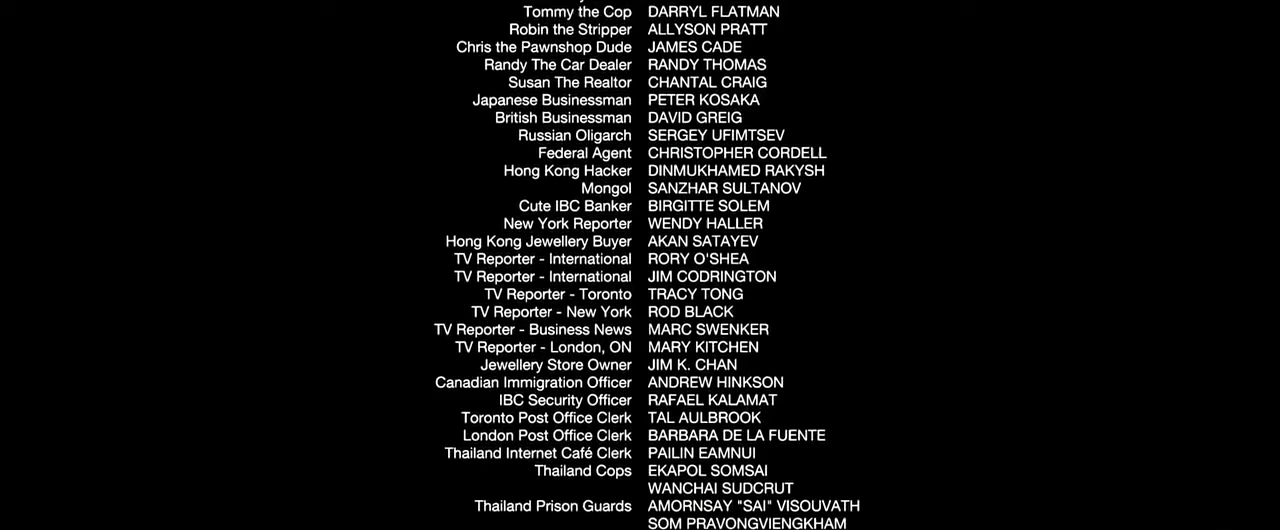 Tommy the Cop DARRYL FLATMAN
Robin the Stripper ALLYSON PRATT
Chris the Pawnshop Dude JAMES CADE
Randy The Car Dealer RANDY THOMAS
Susan The Realtor CHANTAL CRAIG
Japanese Businessman PETER KOSAKA
British Businessman DAVID GREIG
Russian Oligarch SERGEY UFIMTSEV
Federal Agent CHRISTOPHER CORDELL
Hong Kong Hacker DINMUKHAMED RAKYSH
Mongol SANZHAR SULTANOV
Cute IBC Banker BIRGITTE SOLEM
New York Reporter WENDY HALLER
Hong Kong Jewellery Buyer AKAN SATAYEV
TV Reporter - International RORY O'SHEA
TV Reporter - International JIM CODRINGTON
TV Reporter - Toronto TRACY TONG
TV Reporter - New York ROD BLACK
TV Reporter - Business News MARC SWENKER
TV Reporter - London, ON MARY KITCHEN
Jewellery Store Owner JIM K. CHAN
Canadian Immigration Officer ANDREW HINKSON
IBC Security Officer RAFAEL KALAMAT
Toronto Post Office Clerk TAL AULBROOK
London Post Office Clerk BARBARA DE LA FUENTE
Thailand Internet Café Clerk PAILIN EAMNUI
Thailand Cops EKAPOL SOMSAI
WANCHAI SUDCRUT
Thailand Prison Guards AMORNSAY "SAI" VISOUVATH
SOM PRAVONGVIENGKHAM